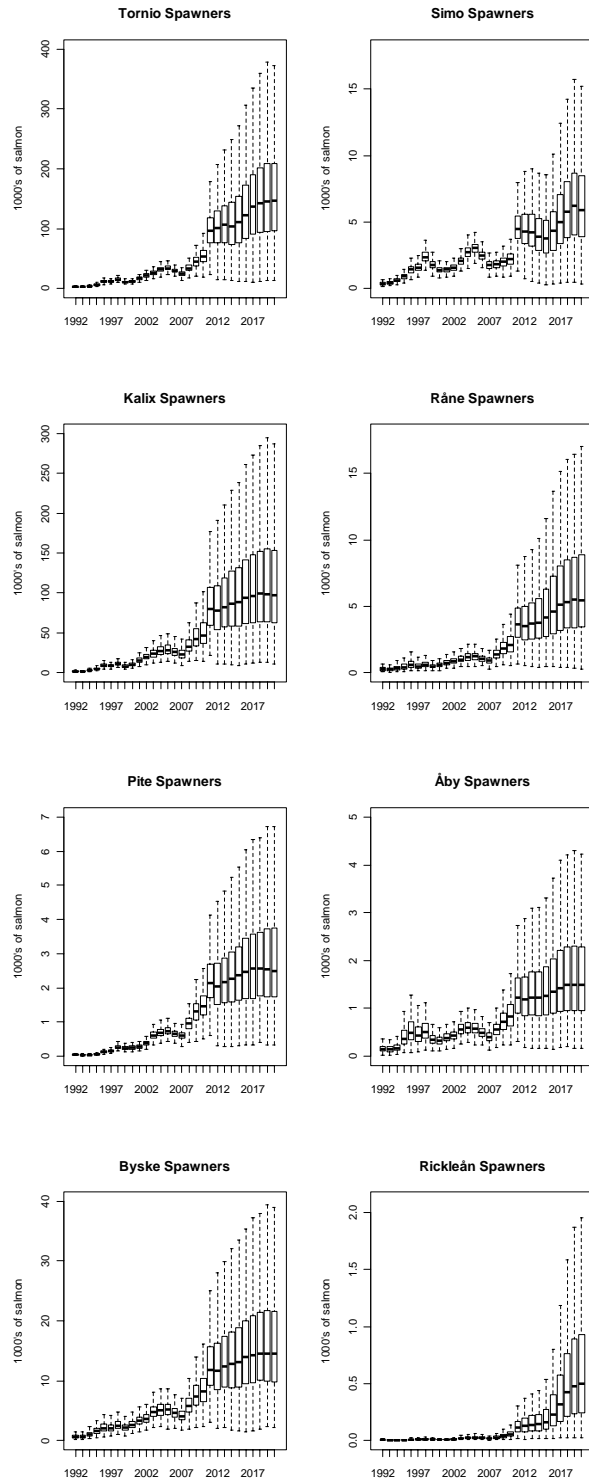 Tornio Spawners
1000's of salmon
0 100 200 300 400
1992 1997 2002 2007 2012 2017
Simo Spawners
1000's of salmon
0 5 10 15
1992 1997 2002 2007 2012 2017
Kalix Spawners
1000's of salmon
0 50 100 150 200 250 300
1992 1997 2002 2007 2012 2017
Råne Spawners
1000's of salmon
0 5 10 15
1992 1997 2002 2007 2012 2017
Pite Spawners
1000's of salmon
0 1 2 3 4 5 6 7
1992 1997 2002 2007 2012 2017
Åby Spawners
1000's of salmon
0 1 2 3 4 5
1992 1997 2002 2007 2012 2017
Byske Spawners
1000's of salmon
0 10 20 30 40
1992 1997 2002 2007 2012 2017
Rickleån Spawners
1000's of salmon
0.0 0.5 1.0 1.5 2.0
1992 1997 2002 2007 2012 2017